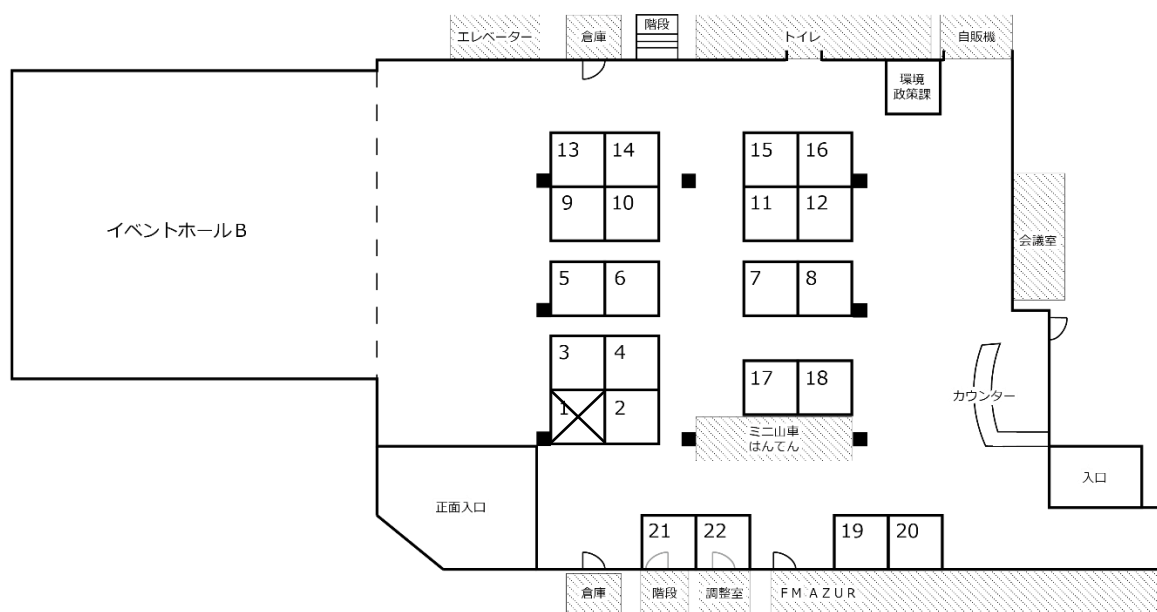 エレベーター
倉庫
階段
トイレ
自販機
環境
政策課
13
14
15
16
9
10
11
12
イベントホールB
会議室
5
6
7
8
3
4
17
18
カウンター
1
2
ミニ山車
はんてん
入口
正面入口
21
22
19
20
倉庫
階段
調整室
FM AZUR